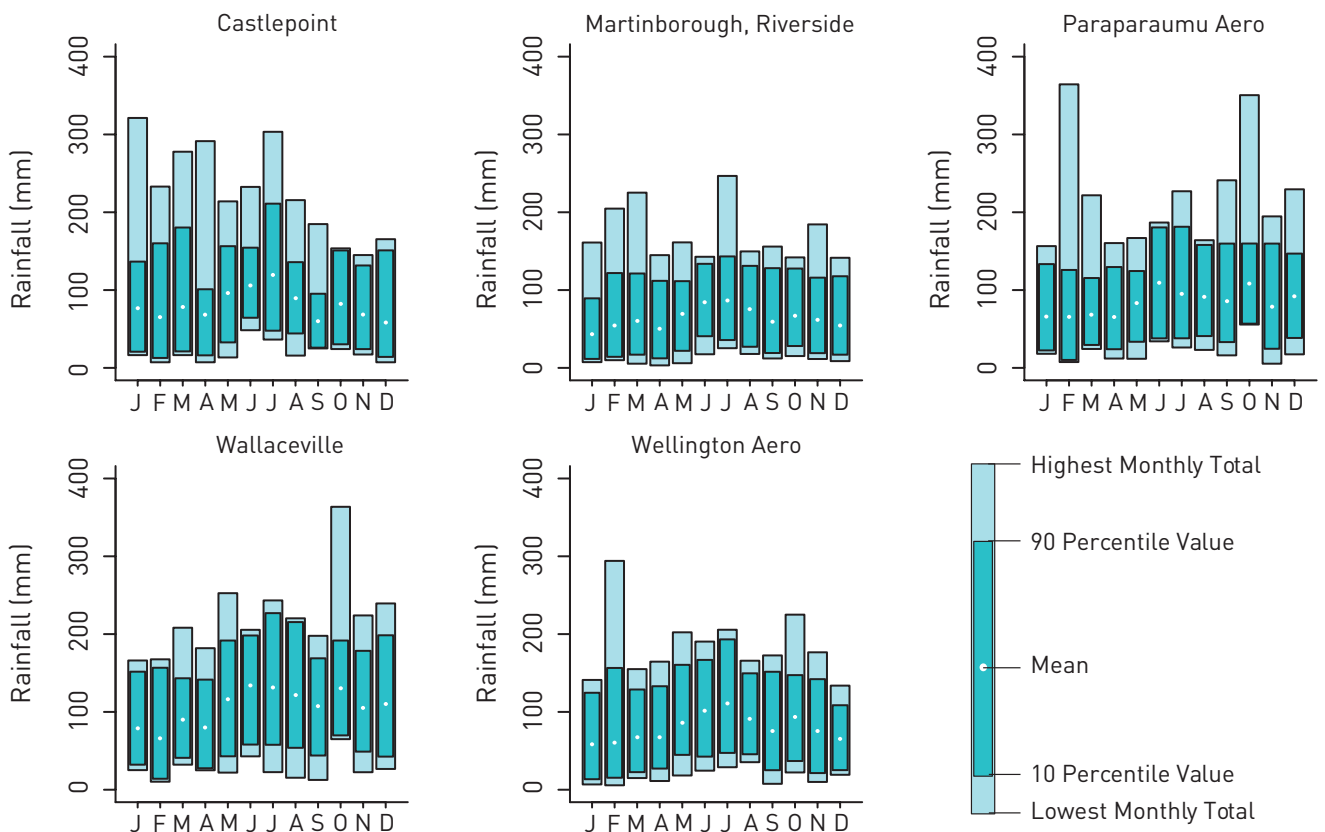 Castlepoint
Rainfall (mm)
400
300
200
100
0
J F M A M J J A S O N D
Martinborough, Riverside
Rainfall (mm)
400
300
200
100
0
J F M A M J J A S O N D
Paraparaumu Aero
Rainfall (mm)
400
300
200
100
0
J F M A M J J A S O N D
Wallaceville
Rainfall (mm)
400
300
200
100
0
J F M A M J J A S O N D
Wellington Aero
Rainfall (mm)
400
300
200
100
0
J F M A M J J A S O N D
Highest Monthly Total
90 Percentile Value
Mean
10 Percentile Value
Lowest Monthly Total